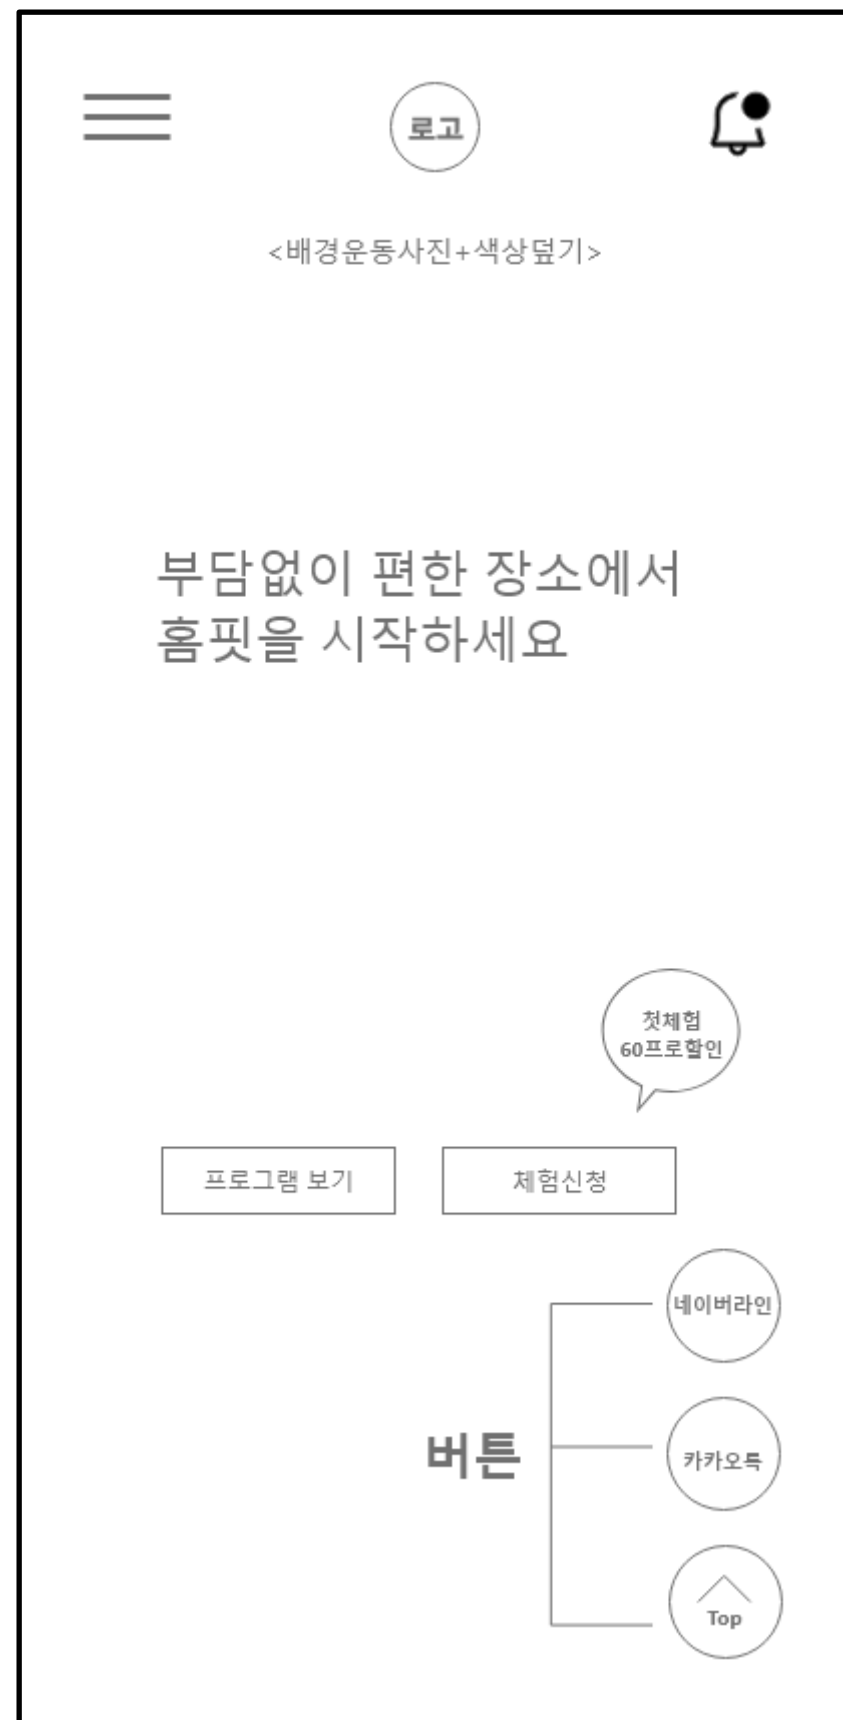 로고
<배경운동사진+색상덮기>
부담없이 편한 장소에서
홈핏을 시작하세요
첫체험
60프로할인
프로그램 보기
체험신청
네이버라인
버튼
카카오톡
Top